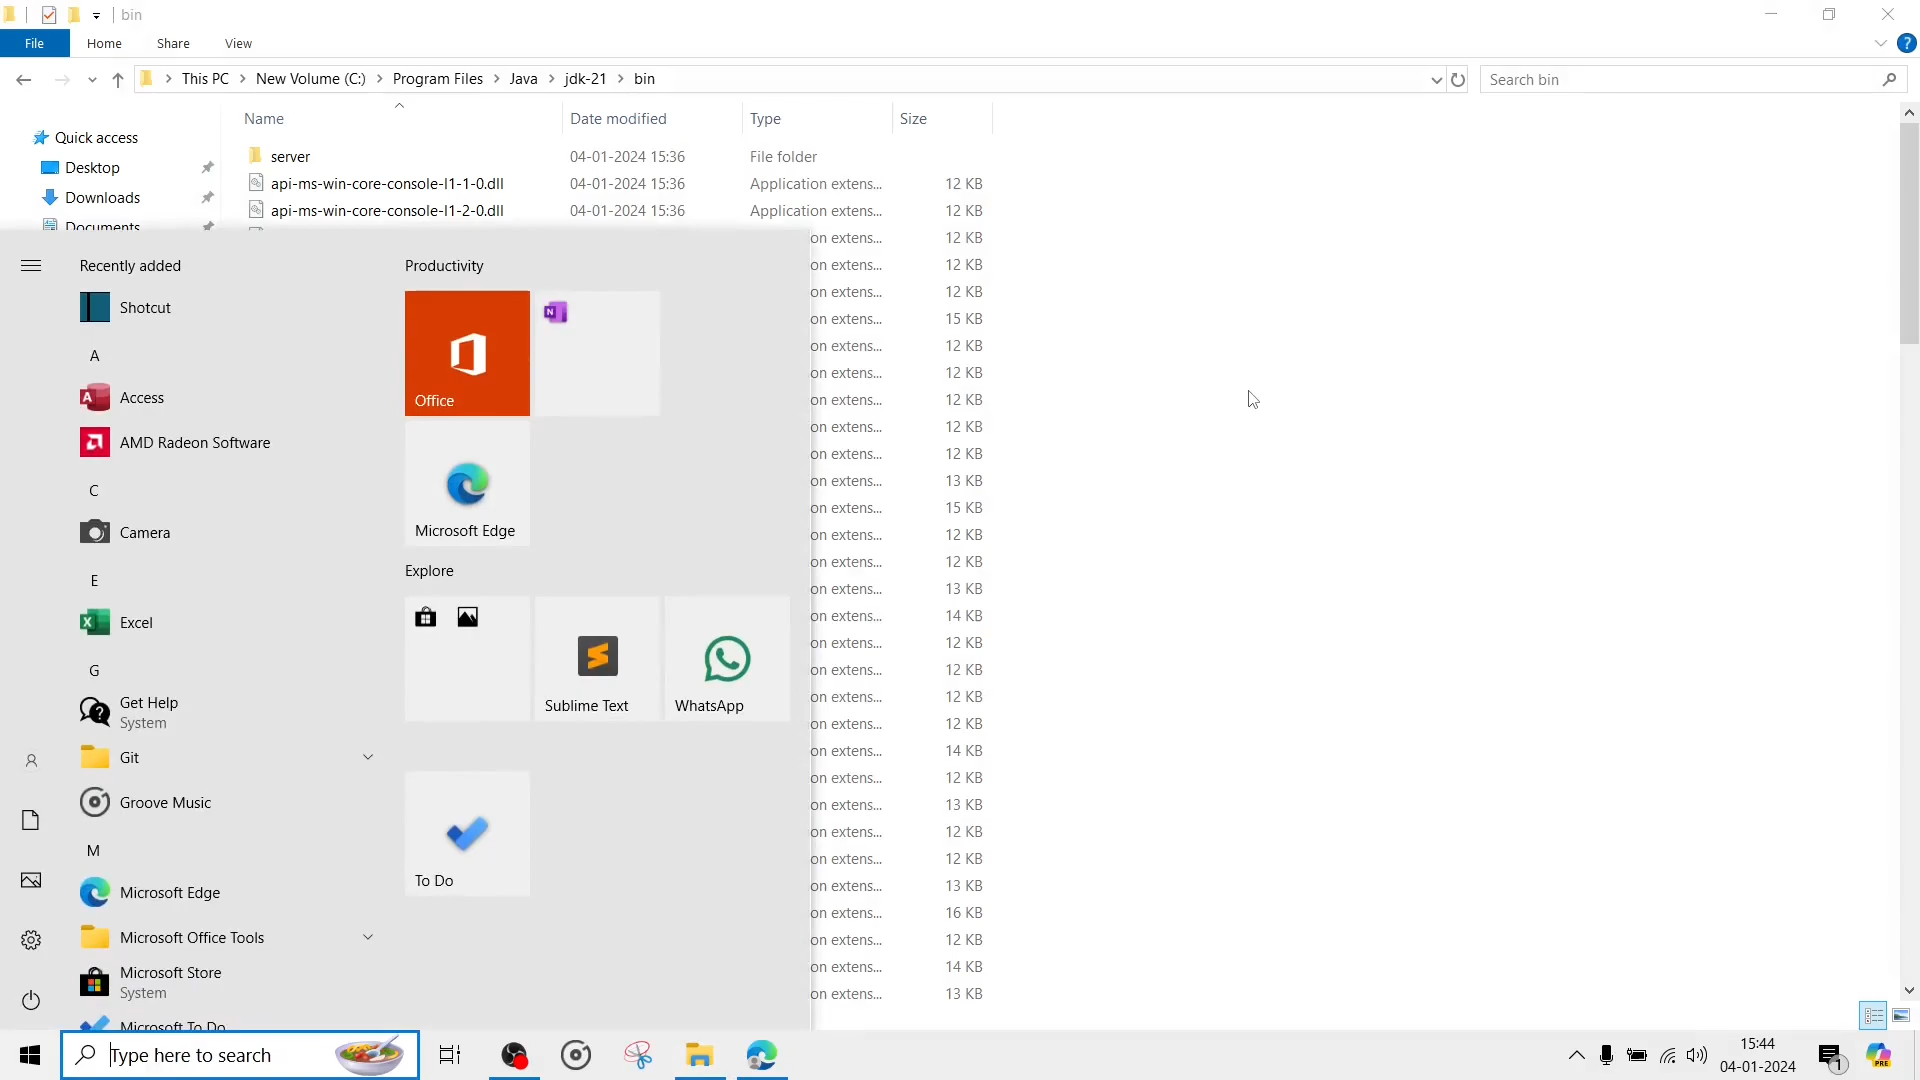 bin
File Home Share View
This PC New Volume (C:) Program Files Java jdk-21 bin
Search bin
Name Date modified Type Size
Quick access
Desktop
Downloads
Documents
server 04-01-2024 15:36 File folder
api-ms-win-core-console-l1-1-0.dll 04-01-2024 15:36 Application extens... 12 KB
api-ms-win-core-console-l1-2-0.dll 04-01-2024 15:36 Application extens... 12 KB
on extens... 12 KB
on extens... 12 KB
on extens... 12 KB
on extens... 15 KB
on extens... 12 KB
on extens... 12 KB
on extens... 12 KB
on extens... 12 KB
on extens... 12 KB
on extens... 13 KB
on extens... 15 KB
on extens... 12 KB
on extens... 12 KB
on extens... 13 KB
on extens... 14 KB
on extens... 12 KB
on extens... 12 KB
on extens... 12 KB
on extens... 12 KB
on extens... 14 KB
on extens... 12 KB
on extens... 13 KB
on extens... 12 KB
on extens... 12 KB
on extens... 13 KB
on extens... 16 KB
on extens... 12 KB
on extens... 14 KB
on extens... 13 KB
Recently added
Shotcut
A
Access
AMD Radeon Software
C
Camera
E
Excel
G
Get Help
System
Git
Groove Music
M
Microsoft Edge
Microsoft Office Tools
Microsoft Store
System
Microsoft To Do
Productivity
Office
N
Microsoft Edge
Explore
Sublime Text
WhatsApp
To Do
Type here to search
15:44
04-01-2024
1
PRE